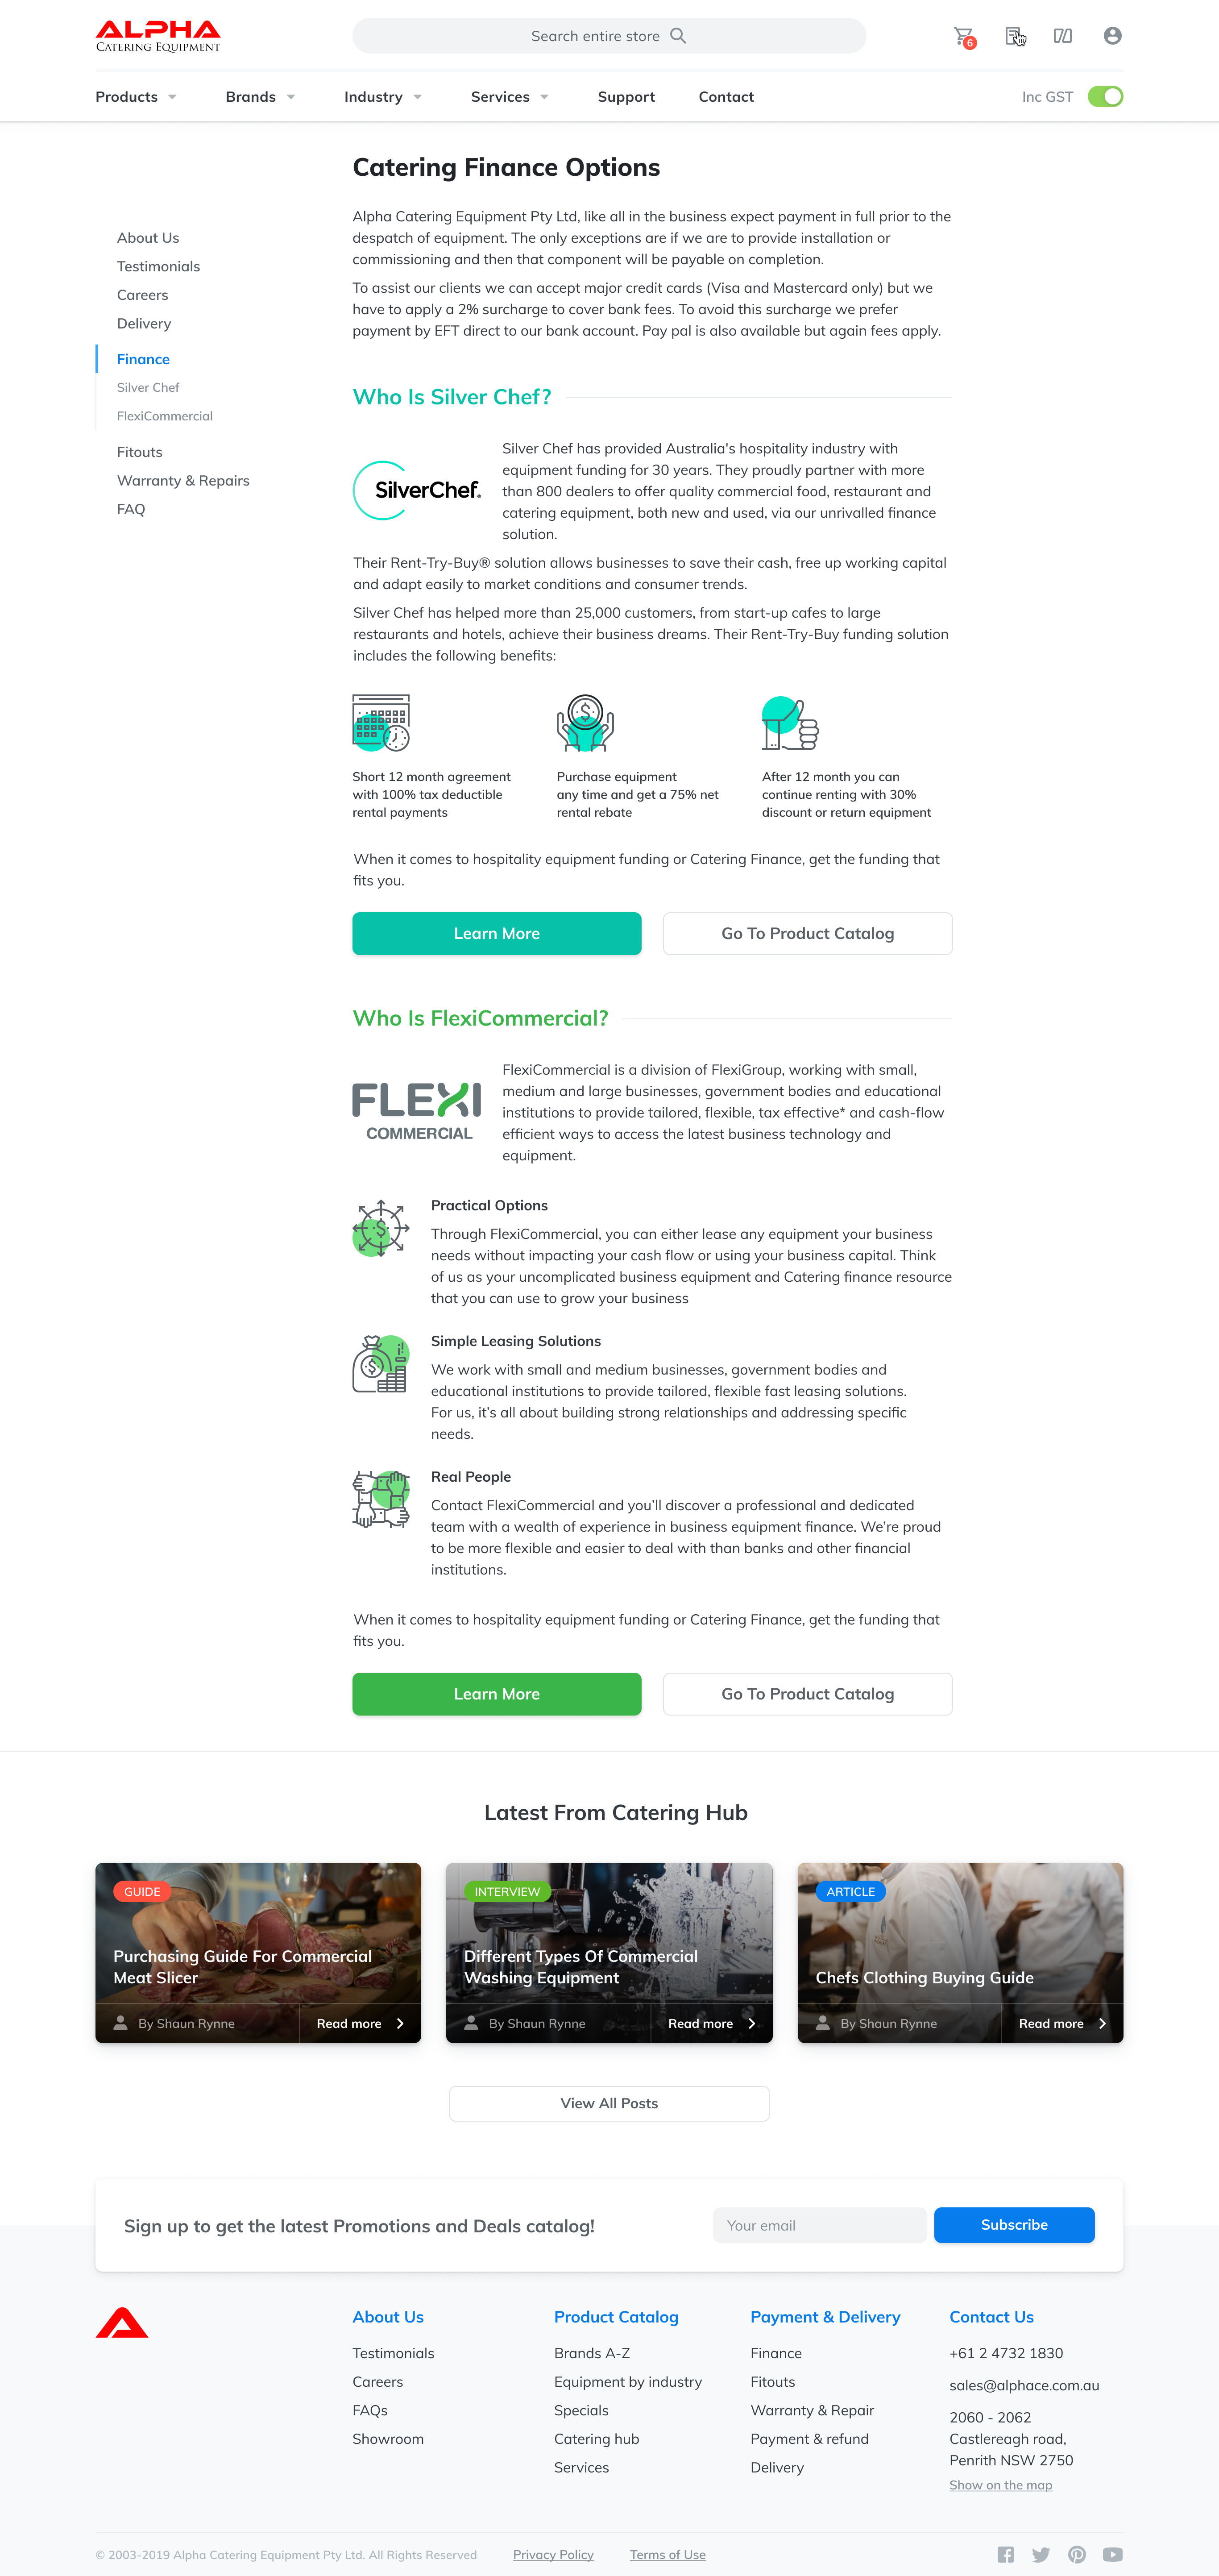 ALPHA
CATERING EQUIPMENT
Search entire store
6
Products
Brands
Industry
Services
Support
Contact
Inc GST
Catering Finance Options
Alpha Catering Equipment Pty Ltd, like all in the business expect payment in full prior to the
despatch of equipment. The only exceptions are if we are to provide installation or
commissioning and then that component will be payable on completion.
To assist our clients we can accept major credit cards (Visa and Mastercard only) but we
have to apply a 2% surcharge to cover bank fees. To avoid this surcharge we prefer
payment by EFT direct to our bank account. Pay pal is also available but again fees apply.
About Us
Testimonials
Careers
Delivery
Finance
Silver Chef
FlexiCommercial
Fitouts
Warranty & Repairs
FAQ
Who Is Silver Chef?
SilverChef.
Silver Chef has provided Australia's hospitality industry with
equipment funding for 30 years. They proudly partner with more
than 800 dealers to offer quality commercial food, restaurant and
catering equipment, both new and used, via our unrivalled finance
solution.
Their Rent-Try-Buy® solution allows businesses to save their cash, free up working capital
and adapt easily to market conditions and consumer trends.
Silver Chef has helped more than 25,000 customers, from start-up cafes to large
restaurants and hotels, achieve their business dreams. Their Rent-Try-Buy funding solution
includes the following benefits:
Short 12 month agreement
with 100% tax deductible
rental payments
Purchase equipment
any time and get a 75% net
rental rebate
After 12 month you can
continue renting with 30%
discount or return equipment
When it comes to hospitality equipment funding or Catering Finance, get the funding that
fits you.
Learn More
Go To Product Catalog
Who Is FlexiCommercial?
FLEXI
COMMERCIAL
FlexiCommercial is a division of FlexiGroup, working with small,
medium and large businesses, government bodies and educational
institutions to provide tailored, flexible, tax effective* and cash-flow
efficient ways to access the latest business technology and
equipment.
Practical Options
Through FlexiCommercial, you can either lease any equipment your business
needs without impacting your cash flow or using your business capital. Think
of us as your uncomplicated business equipment and Catering finance resource
that you can use to grow your business
Simple Leasing Solutions
We work with small and medium businesses, government bodies and
educational institutions to provide tailored, flexible fast leasing solutions.
For us, it’s all about building strong relationships and addressing specific
needs.
Real People
Contact FlexiCommercial and you’ll discover a professional and dedicated
team with a wealth of experience in business equipment finance. We’re proud
to be more flexible and easier to deal with than banks and other financial
institutions.
When it comes to hospitality equipment funding or Catering Finance, get the funding that
fits you.
Learn More
Go To Product Catalog
Latest From Catering Hub
GUIDE
Purchasing Guide For Commercial
Meat Slicer
By Shaun Rynne
Read more
INTERVIEW
Different Types Of Commercial
Washing Equipment
By Shaun Rynne
Read more
ARTICLE
Chefs Clothing Buying Guide
By Shaun Rynne
Read more
View All Posts
Sign up to get the latest Promotions and Deals catalog!
Your email
Subscribe
About Us
Testimonials
Careers
FAQs
Showroom
Product Catalog
Brands A-Z
Equipment by industry
Specials
Catering hub
Services
Payment & Delivery
Finance
Fitouts
Warranty & Repair
Payment & refund
Delivery
Contact Us
+61 2 4732 1830
sales@alphace.com.au
2060 - 2062
Castlereagh road,
Penrith NSW 2750
Show on the map
© 2003-2019 Alpha Catering Equipment Pty Ltd. All Rights Reserved
Privacy Policy
Terms of Use